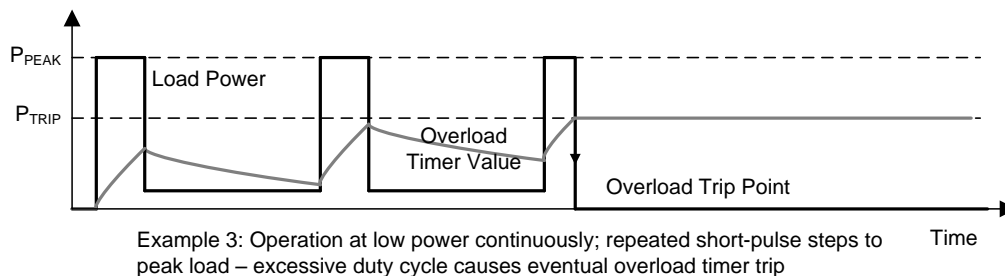 PPEAK
Load Power
PTRIP
Overload
Timer Value
Overload Trip Point
Time
Example 3: Operation at low power continuously; repeated short-pulse steps to
peak load – excessive duty cycle causes eventual overload timer trip